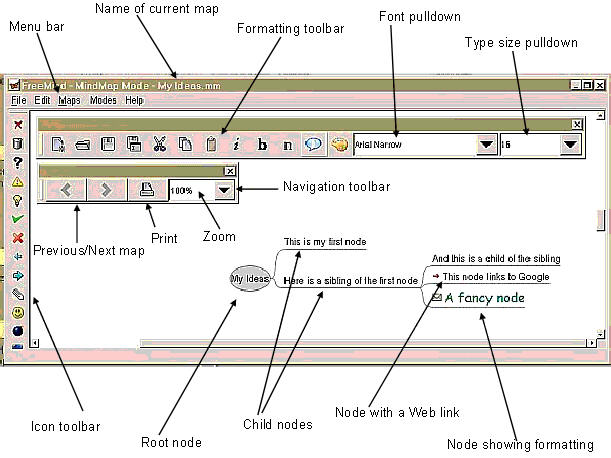 Name of current map
Menu bar
Formatting toolbar
Font pulldown
Type size pulldown
FreeMind - MindMap Mode - My Ideas.mm
File Edit Maps Modes Help
i b n Arial Narrow
100%
Navigation toolbar
Previous/Next map
Print
Zoom
This is my first node
My Ideas
Here is a sibling of the first node
And this is a child of the sibling
This node links to Google
A fancy node
Icon toolbar
Root node
Child nodes
Node with a Web link
Node showing formatting